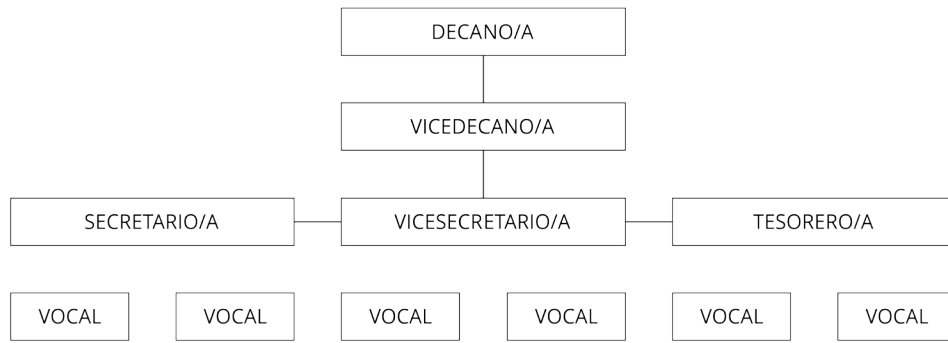 DECANO/A
VICEDECANO/A
SECRETARIO/A VICESECRETARIO/A TESORERO/A
VOCAL VOCAL VOCAL VOCAL VOCAL VOCAL